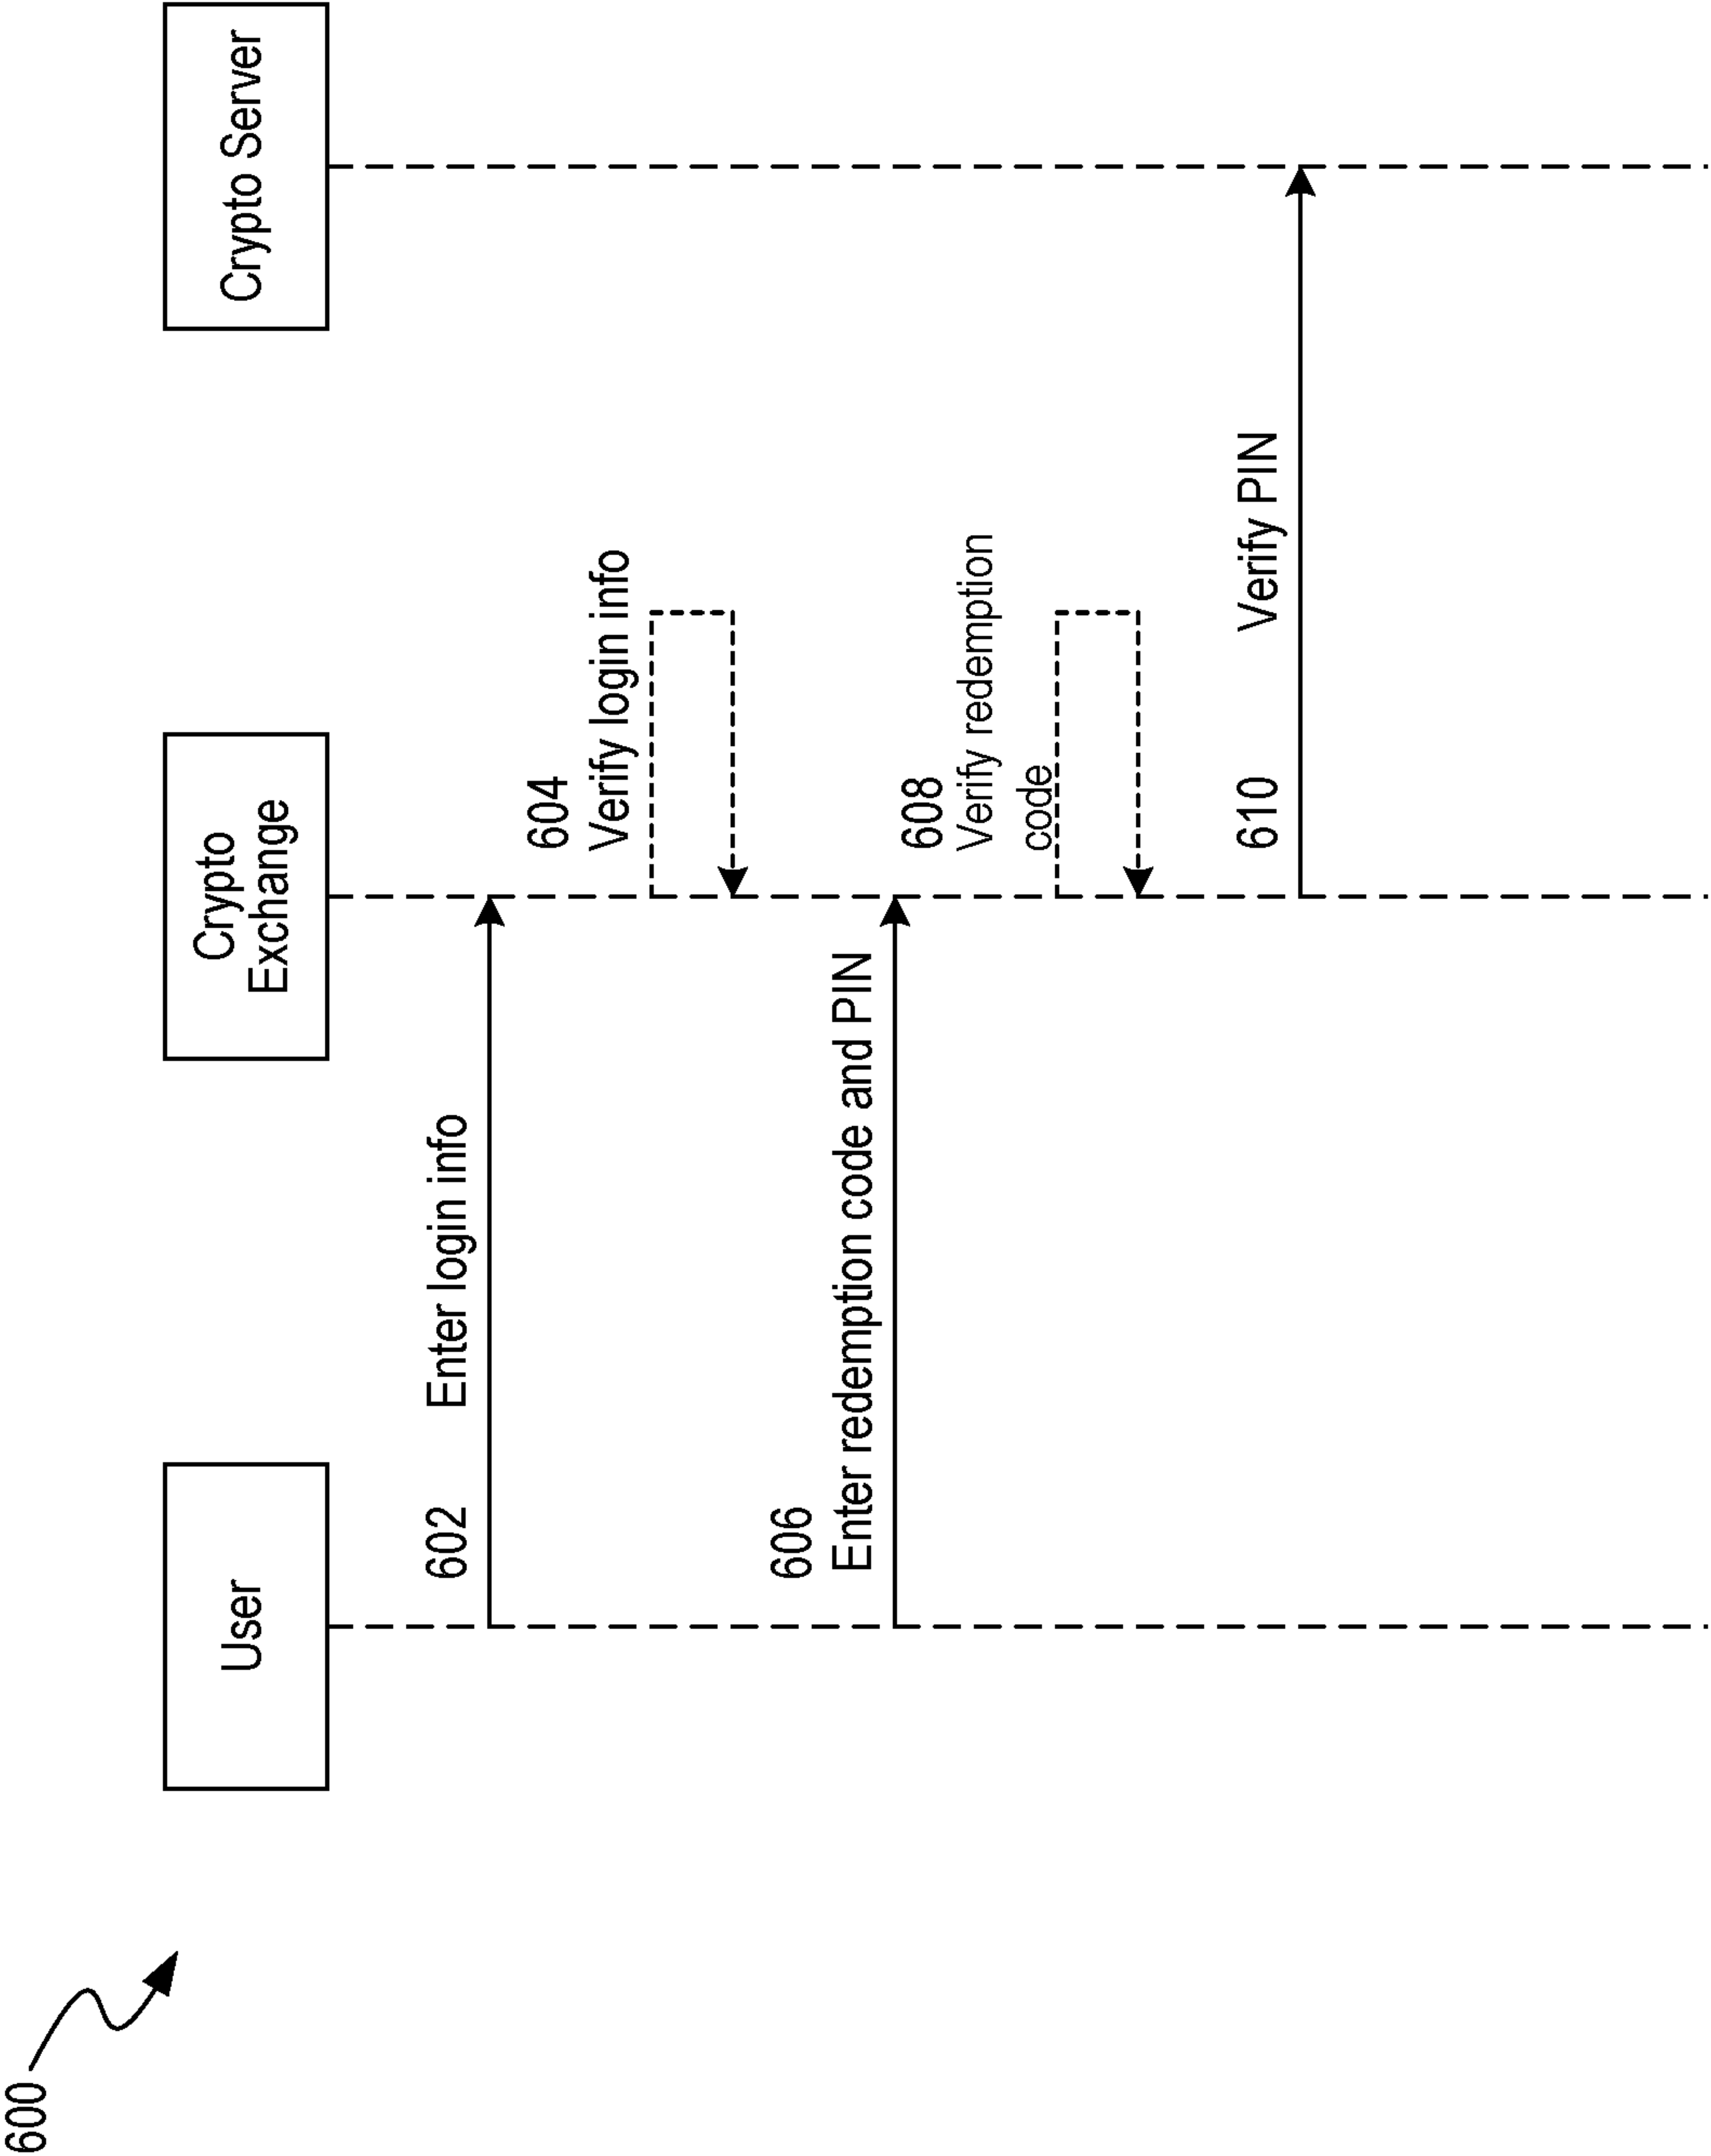 600
User
Crypto
Exchange
Crypto Server
602
Enter login info
604
Verify login info
606
Enter redemption code and PIN
608
Verify redemption
code
610
Verify PIN